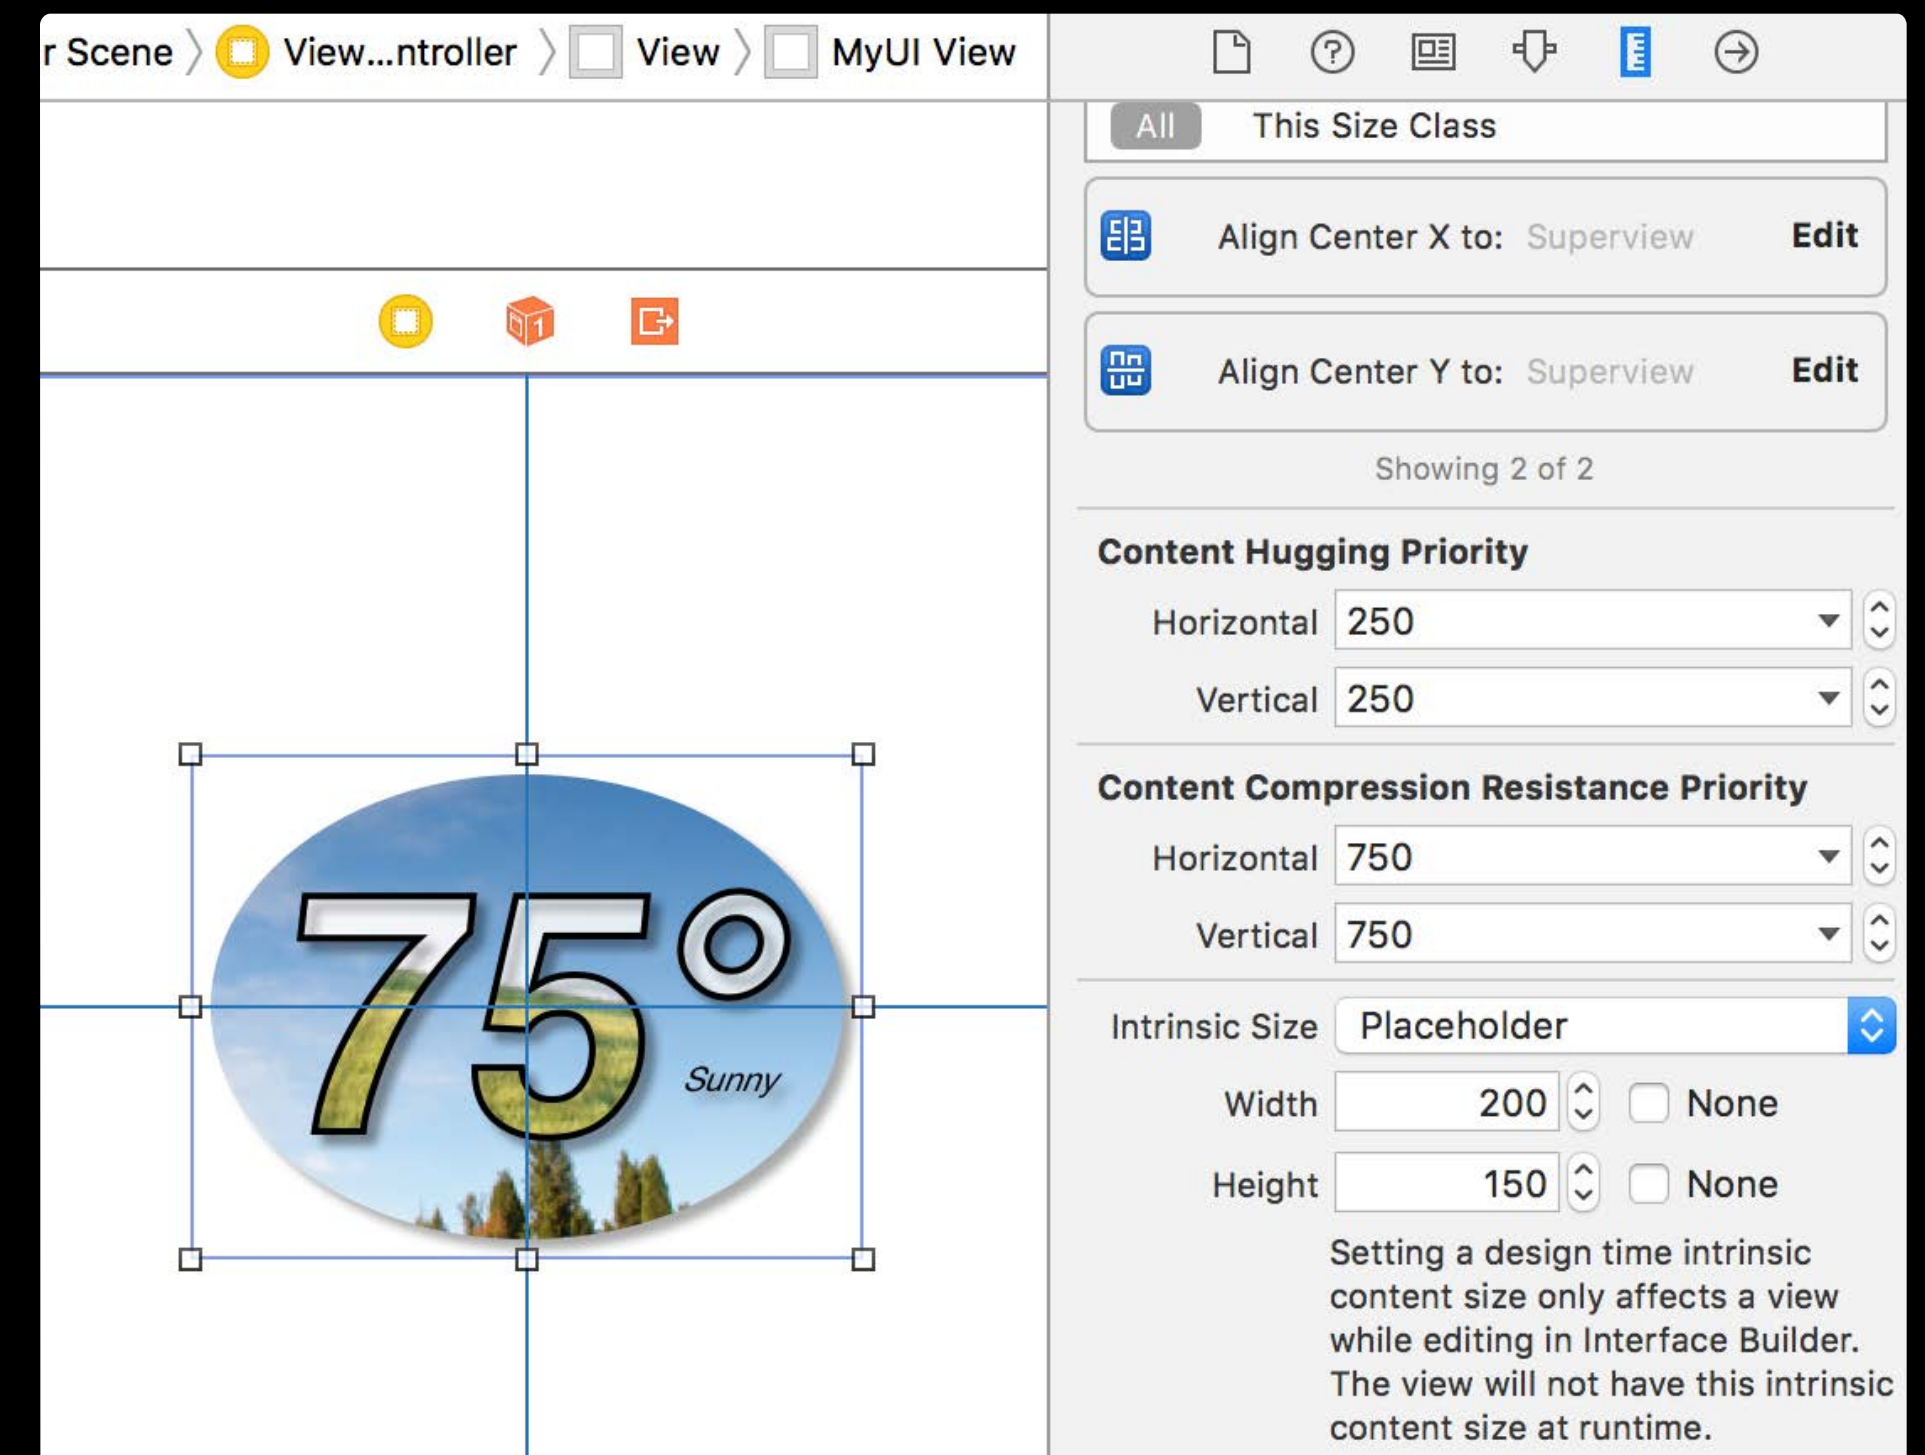 r Scene 〉 View...ntroller 〉 View 〉 MyUI View
All This Size Class
Align Center X to: Superview Edit
1
Align Center Y to: Superview Edit
Showing 2 of 2
Content Hugging Priority
Horizontal 250
Vertical 250
Content Compression Resistance Priority
Horizontal 750
Vertical 750
75°
Sunny
Intrinsic Size Placeholder
Width 200 None
Height 150 None
Setting a design time intrinsic
content size only affects a view
while editing in Interface Builder.
The view will not have this intrinsic
content size at runtime.